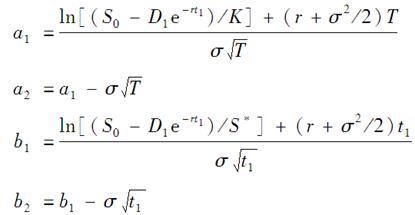 a₁ = ln[(S₀ − D₁e^(−rt₁))/K] + (r + σ²/2)T / σ√T
a₂ = a₁ − σ√T
b₁ = ln[(S₀ − D₁e^(−rt₁))/S*] + (r + σ²/2)t₁ / σ√t₁
b₂ = b₁ − σ√t₁